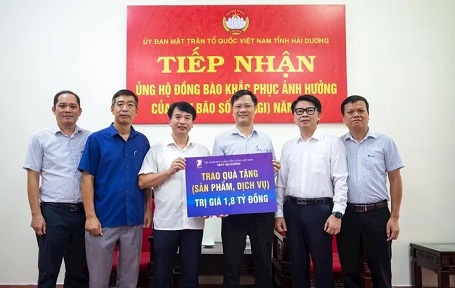 ỦY BAN MẶT TRẬN TỔ QUỐC VIỆT NAM TỈNH HẢI DƯƠNG
TIẾP NHẬN
ỦNG HỘ ĐỒNG BÀO KHẮC PHỤC ẢNH HƯỞNG
CỦA BÃO SỐ GI) NĂM
TRAO QUÀ TẶNG
(SẢN PHẨM, DỊCH VỤ)
TRỊ GIÁ 1,8 TỶ ĐỒNG